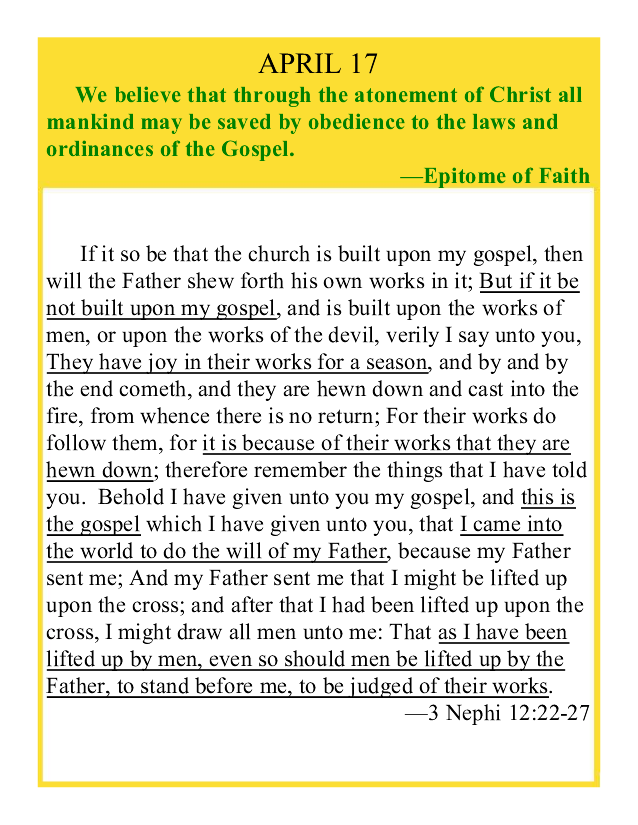 APRIL 17
We believe that through the atonement of Christ all
mankind may be saved by obedience to the laws and
ordinances of the Gospel.
—Epitome of Faith
If it so be that the church is built upon my gospel, then
will the Father shew forth his own works in it; But if it be
not built upon my gospel, and is built upon the works of
men, or upon the works of the devil, verily I say unto you,
They have joy in their works for a season, and by and by
the end cometh, and they are hewn down and cast into the
fire, from whence there is no return; For their works do
follow them, for it is because of their works that they are
hewn down; therefore remember the things that I have told
you.  Behold I have given unto you my gospel, and this is
the gospel which I have given unto you, that I came into
the world to do the will of my Father, because my Father
sent me; And my Father sent me that I might be lifted up
upon the cross; and after that I had been lifted up upon the
cross, I might draw all men unto me: That as I have been
lifted up by men, even so should men be lifted up by the
Father, to stand before me, to be judged of their works.
—3 Nephi 12:22-27